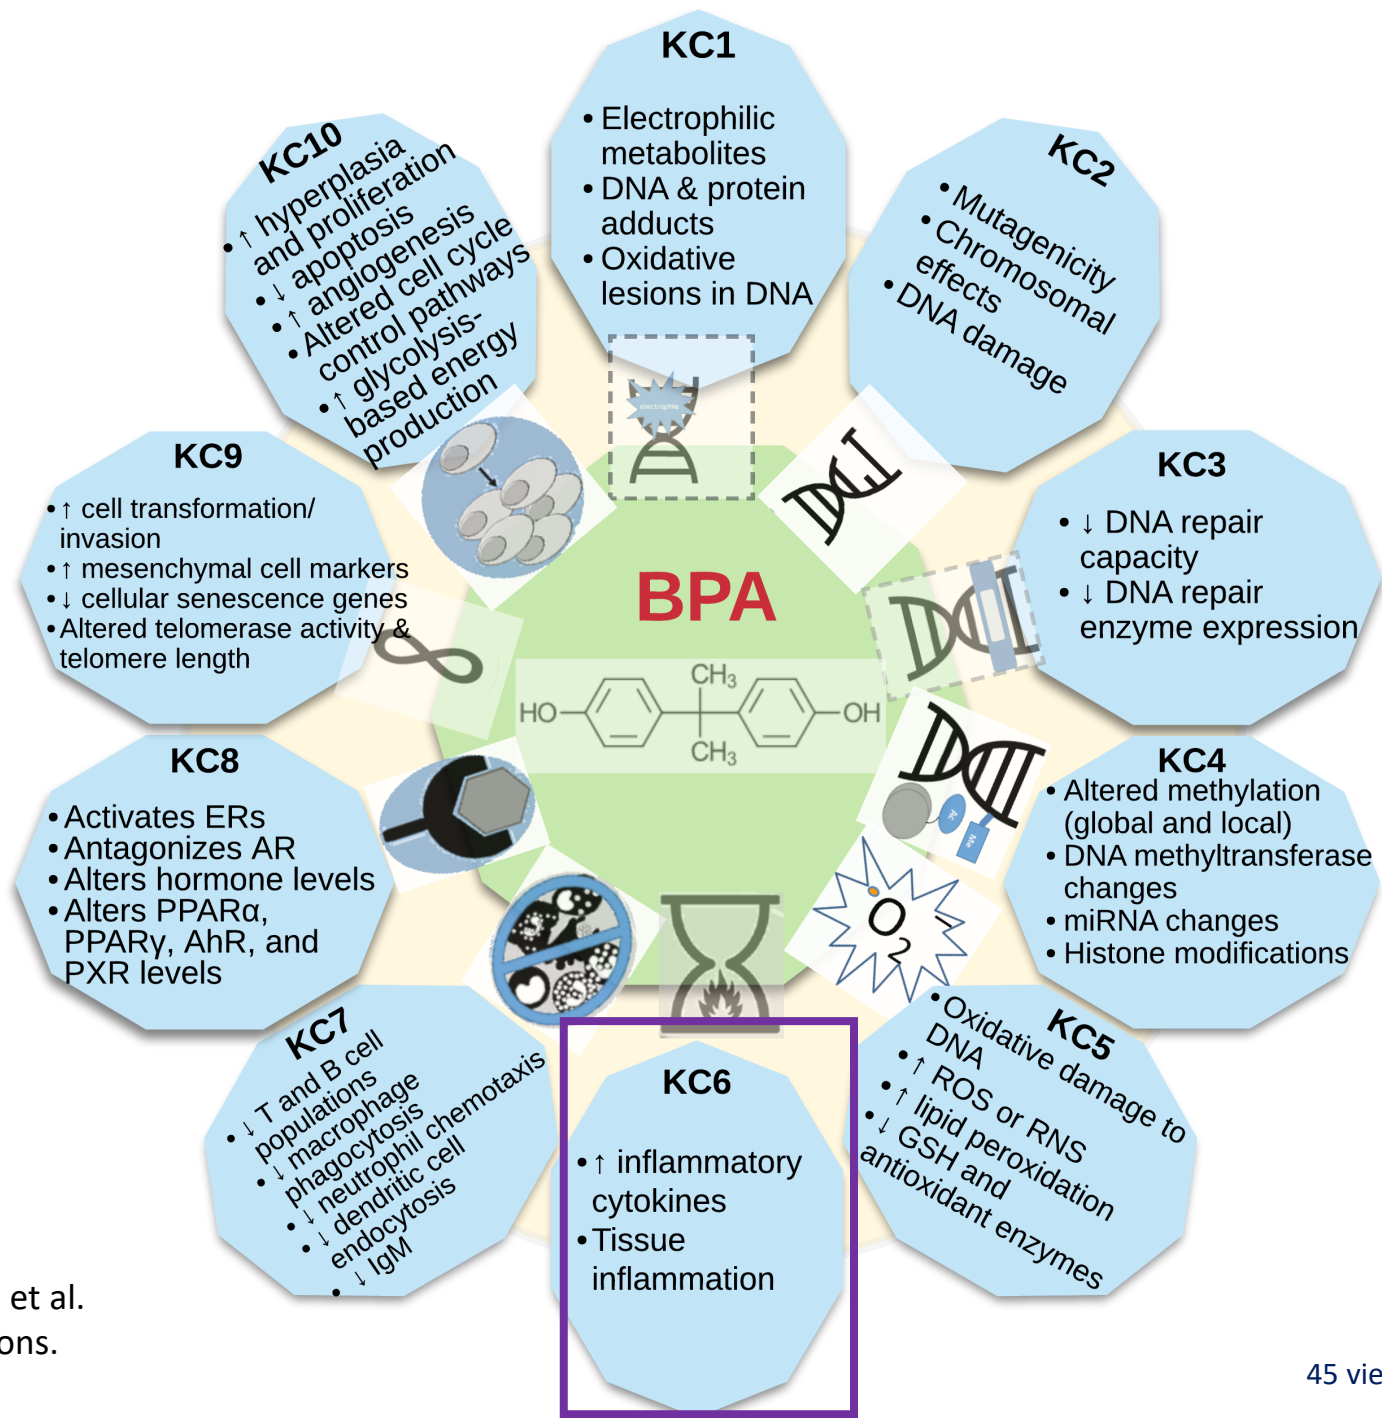 KC1
• Electrophilic
metabolites
• DNA & protein
adducts
• Oxidative
lesions in DNA
KC2
• Mutagenicity
• Chromosomal
effects
• DNA damage
KC3
• ↓ DNA repair
capacity
• ↓ DNA repair
enzyme expression
KC4
• Altered methylation
(global and local)
• DNA methyltransferase
changes
• miRNA changes
• Histone modifications
KC5
• Oxidative damage to
DNA
• ↑ ROS or RNS
• ↑ lipid peroxidation
• ↓ GSH and
antioxidant enzymes
KC6
• ↑ inflammatory
cytokines
• Tissue
inflammation
KC7
• ↓ T and B cell
populations
• ↓ macrophage
phagocytosis
• ↓ neutrophil chemotaxis
• ↓ dendritic cell
endocytosis
• ↓ IgM
KC8
• Activates ERs
• Antagonizes AR
• Alters hormone levels
• Alters PPARα,
PPARγ, AhR, and
PXR levels
KC9
• ↑ cell transformation/
invasion
• ↑ mesenchymal cell markers
• ↓ cellular senescence genes
• Altered telomerase activity &
telomere length
KC10
• ↑ hyperplasia
and proliferation
• ↓ apoptosis
• ↑ angiogenesis
• Altered cell cycle
control pathways
• ↑ glycolysis-
based energy
production
electrophile
BPA
CH3
HO
OH
CH3
Ac
Me
O2 –
et al.
ons.
45 vie